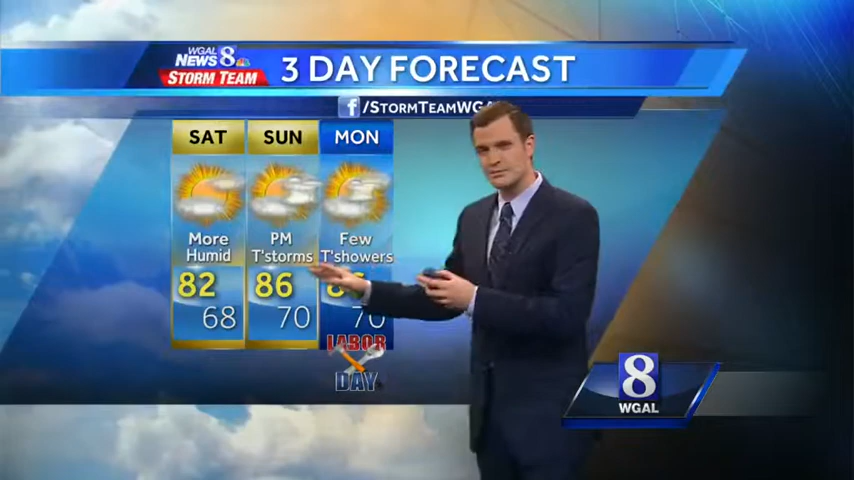 WGAL
NEWS 8
STORM TEAM
3 DAY FORECAST
f /STORMTEAMWGA
SAT
SUN
MON
More
Humid
PM
T'storms
Few
T'showers
82
86
68
70
70
LABOR
DAY
8
WGAL